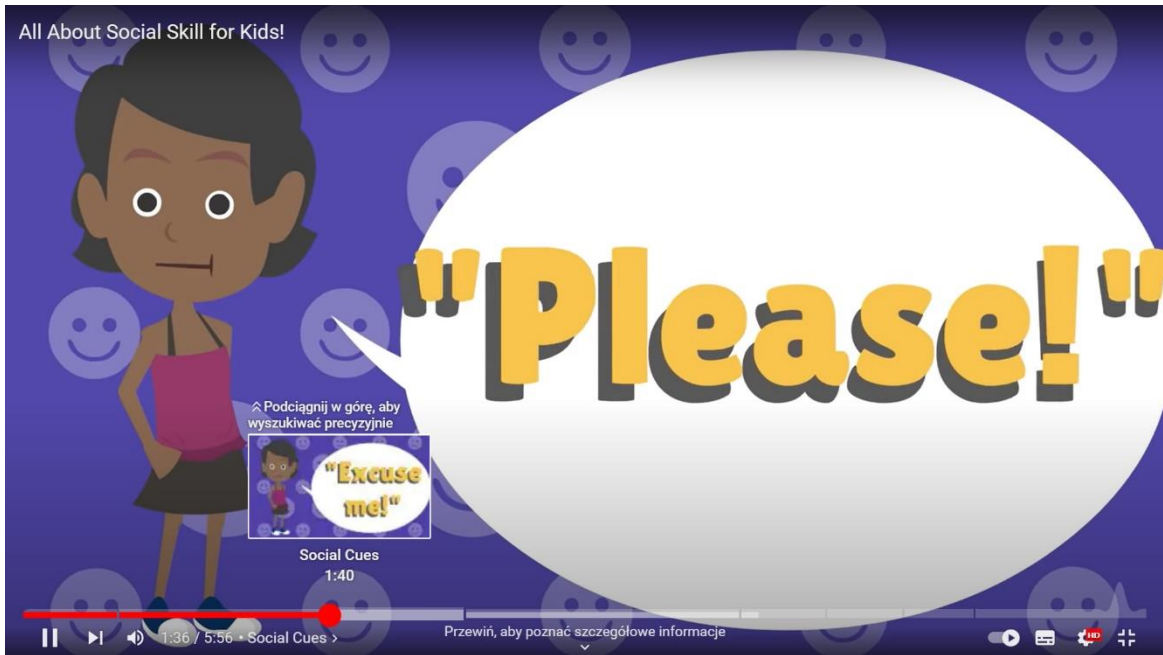 All About Social Skill for Kids!
"Please!"
Podciągnij w górę, aby
wyszukiwać precyzyjnie
"Excuse
me!"
Social Cues
1:40
1:36 / 5:56 • Social Cues ›
Przewiń, aby poznać szczegółowe informacje
HD